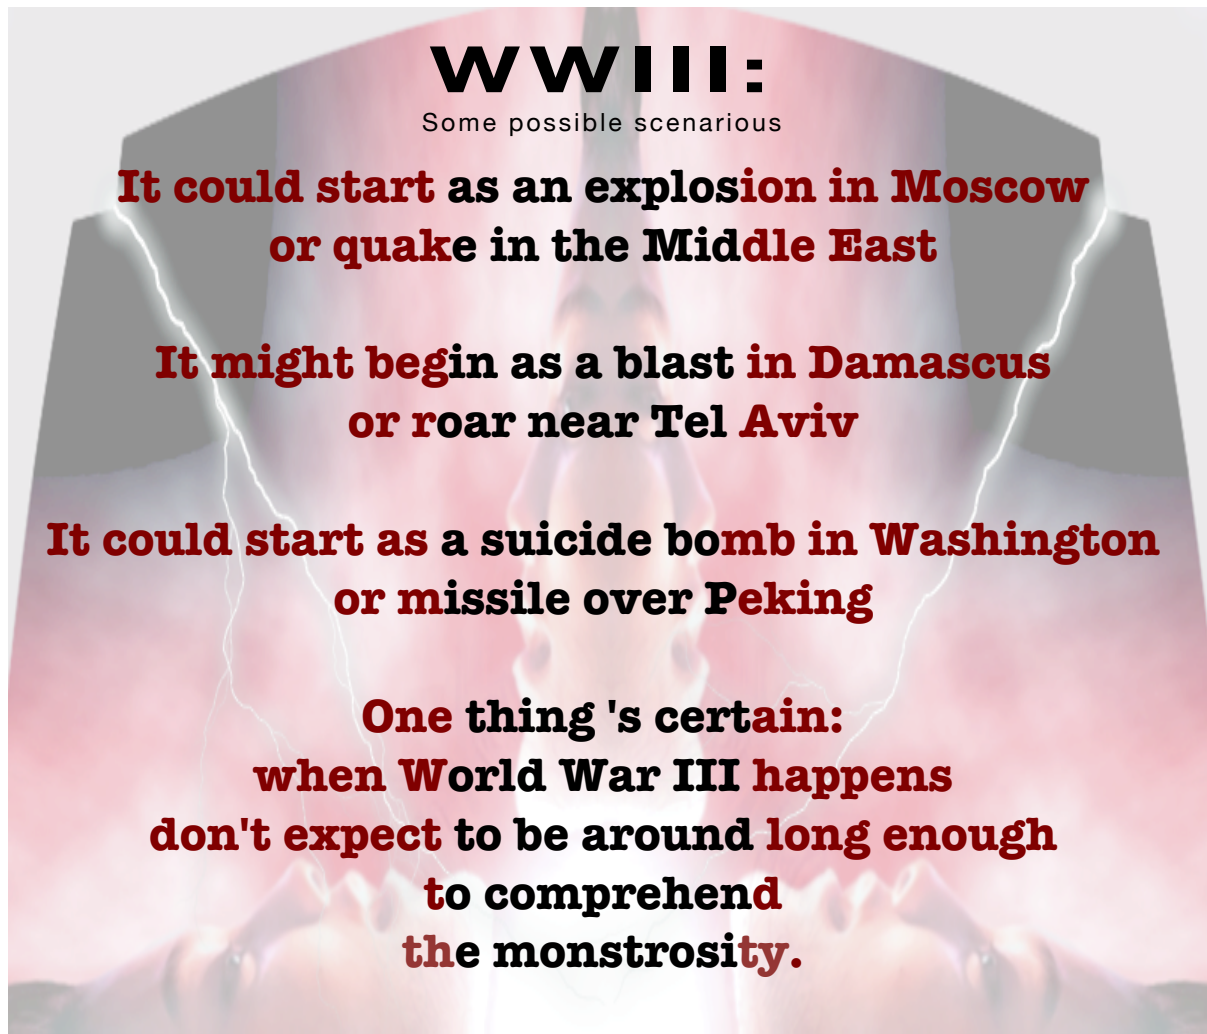 WWIII:
Some possible scenarious
It could start as an explosion in Moscow
or quake in the Middle East
It might begin as a blast in Damascus
or roar near Tel Aviv
It could start as a suicide bomb in Washington
or missile over Peking
One thing 's certain:
when World War III happens
don't expect to be around long enough
to comprehend
the monstrosity.